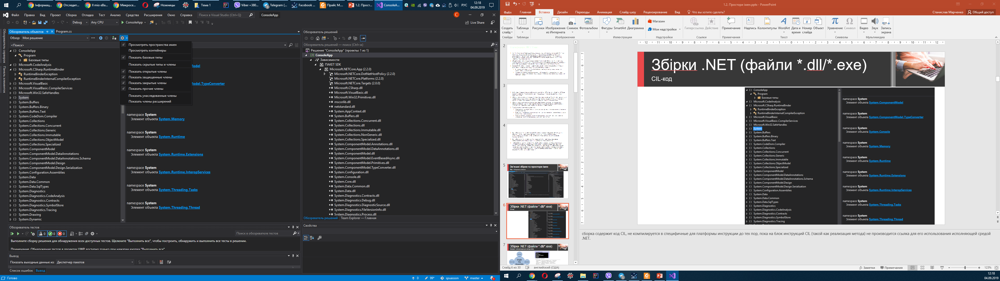 Інформац...
Отследит...
Il mio eBa...
Микросе...
Ножницы
Тема 1
Viber +380...
Telegram (...
Facebook ...
Прайс М....
1.2. Прост...
ConsoleA...
РУС
12:18
04.09.2019
Файл Правка Вид Проект Сборка Отладка Тест Анализ Средства Расширения Окно Справка
Поиск в Visual Studio (Ctrl+Q)
ConsoleApp
Debug Any CPU ConsoleApp
Live Share
Обозреватель серверов
Панель элементов
Обозреватель объектов Program.cs
Обзор: Мое решение
<Поиск>
ConsoleApp
Program
Базовые типы
Microsoft.CodeAnalysis
Microsoft.CSharp.RuntimeBinder
RuntimeBinderException
RuntimeBinderInternalCompilerException
Microsoft.VisualBasic
Microsoft.VisualBasic.CompilerServices
Microsoft.Win32.SafeHandles
System
System.Buffers
System.Buffers.Binary
System.Buffers.Text
System.CodeDom.Compiler
System.Collections
System.Collections.Concurrent
System.Collections.Generic
System.Collections.Immutable
System.Collections.ObjectModel
System.Collections.Specialized
System.ComponentModel
System.ComponentModel.DataAnnotations
System.ComponentModel.DataAnnotations.Schema
System.ComponentModel.Design
System.ComponentModel.Design.Serialization
System.Configuration.Assemblies
System.Data
System.Data.Common
System.Data.SqlTypes
System.Diagnostics
System.Diagnostics.CodeAnalysis
System.Diagnostics.Contracts
System.Diagnostics.SymbolStore
System.Diagnostics.Tracing
System.Drawing
System.Dynamic
Просмотреть пространства имен
Просмотреть контейнеры
Показать базовые типы
Показать скрытые типы и члены
Показать открытые члены
Показать защищенные члены
Показать закрытые члены
Показать прочие члены
Показать унаследованные члены
Показать члены расширений
Model
Model.TypeConverter
namespace System
Элемент объекта System.Memory
namespace System
Элемент объекта System.Runtime
namespace System
Элемент объекта System.Runtime.Extensions
namespace System
Элемент объекта System.Runtime.InteropServices
namespace System
Элемент объекта System.Threading.Tasks
namespace System
Элемент объекта System.Threading.Thread
Обозреватель решений
Обозреватель решений — поиск (Ctrl+ж)
Решение "ConsoleApp" (проекты: 1 из 1)
ConsoleApp
Зависимости
ПАКЕТ SDK
Microsoft.NETCore.App (2.2.0)
Microsoft.NETCore.DotNetHostPolicy (2.2.0)
Microsoft.NETCore.Platforms (2.2.0)
Microsoft.NETCore.Targets (2.0.0)
Microsoft.CSharp.dll
Microsoft.VisualBasic.dll
Microsoft.Win32.Primitives.dll
mscorlib.dll
netstandard.dll
System.AppContext.dll
System.Buffers.dll
System.Collections.Concurrent.dll
System.Collections.dll
System.Collections.Immutable.dll
System.Collections.NonGeneric.dll
System.Collections.Specialized.dll
System.ComponentModel.Annotations.dll
System.ComponentModel.DataAnnotations.dll
System.ComponentModel.dll
System.ComponentModel.EventBasedAsync.dll
System.ComponentModel.Primitives.dll
System.ComponentModel.TypeConverter.dll
System.Configuration.dll
System.Console.dll
System.Core.dll
System.Data.Common.dll
System.Data.dll
System.Diagnostics.Contracts.dll
System.Diagnostics.Debug.dll
System.Diagnostics.DiagnosticSource.dll
System.Diagnostics.FileVersionInfo.dll
System.Diagnostics.Process.dll
Обозреватель решений Team Explorer — Главная
Свойства
Обозреватель тестов
0 0 0
Поиск в обозревателе тестов
Выполните сборку решения для обнаружения всех доступных тестов. Щелкните "Выполнить все", чтобы построить, обнаружить и выполнить все тесты в решении.
Примечание. Обнаружение тестов в проектах UWP доступно только при нажатии кнопки "Выполнить все".
Вывод
Показать выходные данные из: Диспетчер пакетов
Список ошибок Вывод
Готово
0 99⁺ spuasson master 1
1.2. Простори імен.pptx - PowerPoint
Файл Главная Вставка Дизайн Переходы Анимация Слайд-шоу Рецензирование Вид Что вы хотите сделать?
Станислав Марченко Общий доступ
Создать слайд
Таблица
Рисунки
Изображения из Интернета
Снимок
Фотоальбом
Фигуры
SmartArt
Диаграмма
Магазин
Мои надстройки
Гиперссылка
Действие
Примечание
Надпись
Колонтитулы
WordArt
Дата и время
Номер слайда
Объект
Уравнение
Символ
Видео
Звук
Запись экрана
Слайды Таблицы Изображения Иллюстрации Надстройки Ссылки Примечания Текст Символы Мультимедиа
2
3
4
5
Зв'язані збірки та простори імен
6
Збірки .NET (файли *.dll/*.exe)
CIL-код
7
Збірки .NET (файли *.dll/*.exe)
Single
File
Assembly
Збірки .NET (файли *.dll/*.exe)
CIL-код
ConsoleApp
Program
Базовые типы
Microsoft.CodeAnalysis
Microsoft.CSharp.RuntimeBinder
RuntimeBinderException
RuntimeBinderInternalCompilerException
Microsoft.VisualBasic
Microsoft.VisualBasic.CompilerServices
Microsoft.Win32.SafeHandles
System
System.Buffers
System.Buffers.Binary
System.Buffers.Text
System.CodeDom.Compiler
System.Collections
System.Collections.Concurrent
System.Collections.Generic
System.Collections.Immutable
System.Collections.ObjectModel
System.Collections.Specialized
System.ComponentModel
System.ComponentModel.DataAnnotations
System.ComponentModel.DataAnnotations.Schema
System.ComponentModel.Design
System.ComponentModel.Design.Serialization
System.Configuration.Assemblies
System.Data
System.Data.Common
System.Data.SqlTypes
System.Diagnostics
System.Diagnostics.CodeAnalysis
System.Diagnostics.Contracts
System.Diagnostics.SymbolStore
System.Diagnostics.Tracing
namespace System
Элемент объекта System.ComponentModel
namespace System
Элемент объекта System.ComponentModel.TypeConverter
namespace System
Элемент объекта System.Console
namespace System
Элемент объекта System.Memory
namespace System
Элемент объекта System.Runtime
namespace System
Элемент объекта System.Runtime.Extensions
namespace System
Элемент объекта System.Runtime.InteropServices
namespace System
Элемент объекта System.Threading.Tasks
namespace System
Элемент объекта System.Threading.Thread
сборка содержит код CIL, не компилируется в специфичные для платформы инструкции до тех пор, пока на блок инструкций CIL (такой как реализация метода) не производится ссылка для его использования исполняющей средой
.NET.
Слайд 6 из 30 английский (США)
Заметки Примечания 123%
12:18
04.09.2019